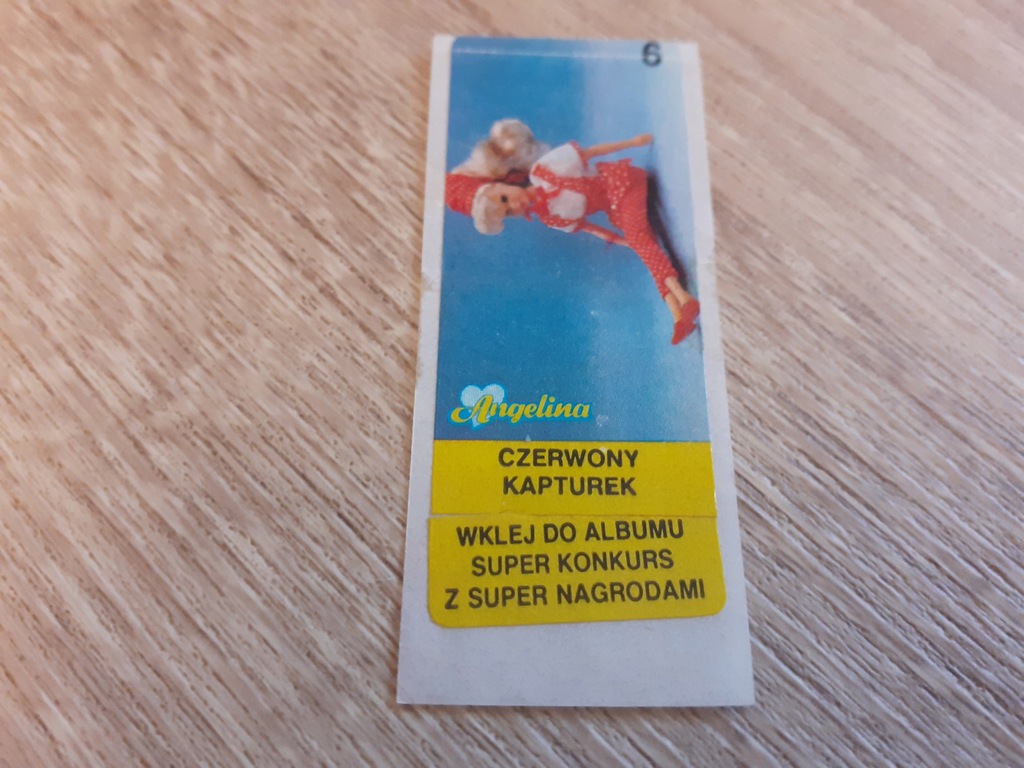 6
Angelina
CZERWONY
KAPTUREK
WKLEJ DO ALBUMU
SUPER KONKURS
Z SUPER NAGRODAMI